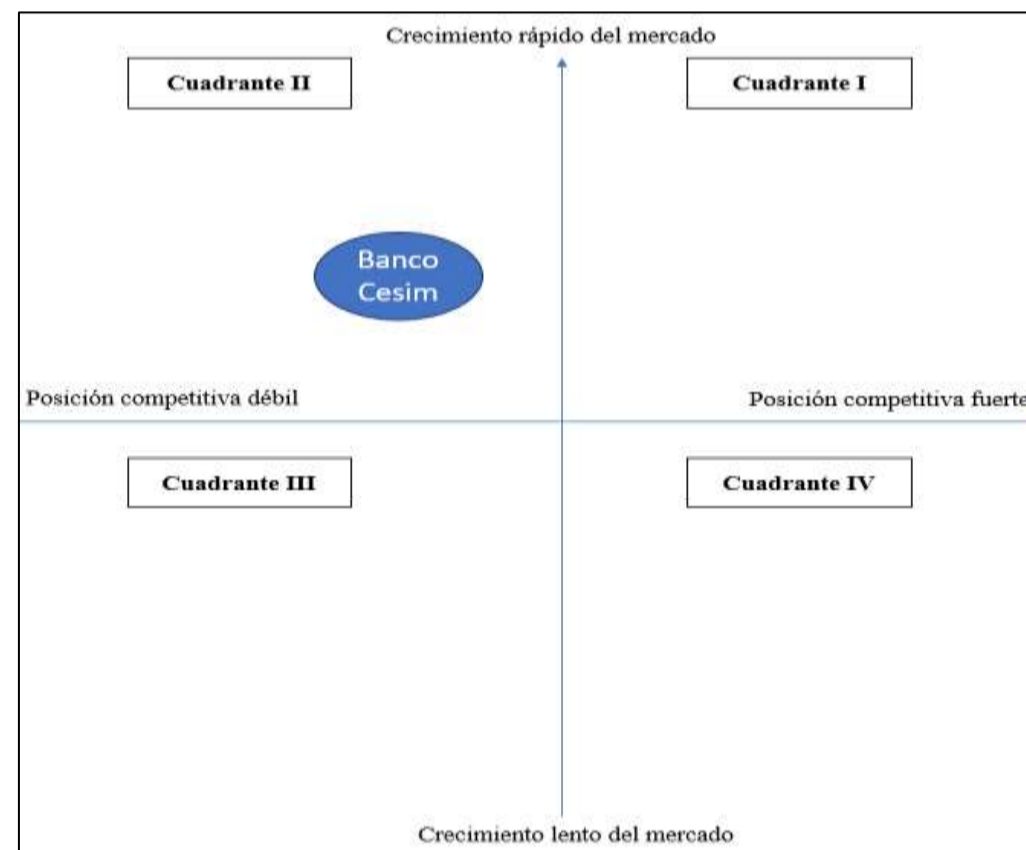 Crecimiento rápido del mercado
Cuadrante II
Cuadrante I
Banco
Cesim
Posición competitiva débil
Posición competitiva fuerte
Cuadrante III
Cuadrante IV
Crecimiento lento del mercado